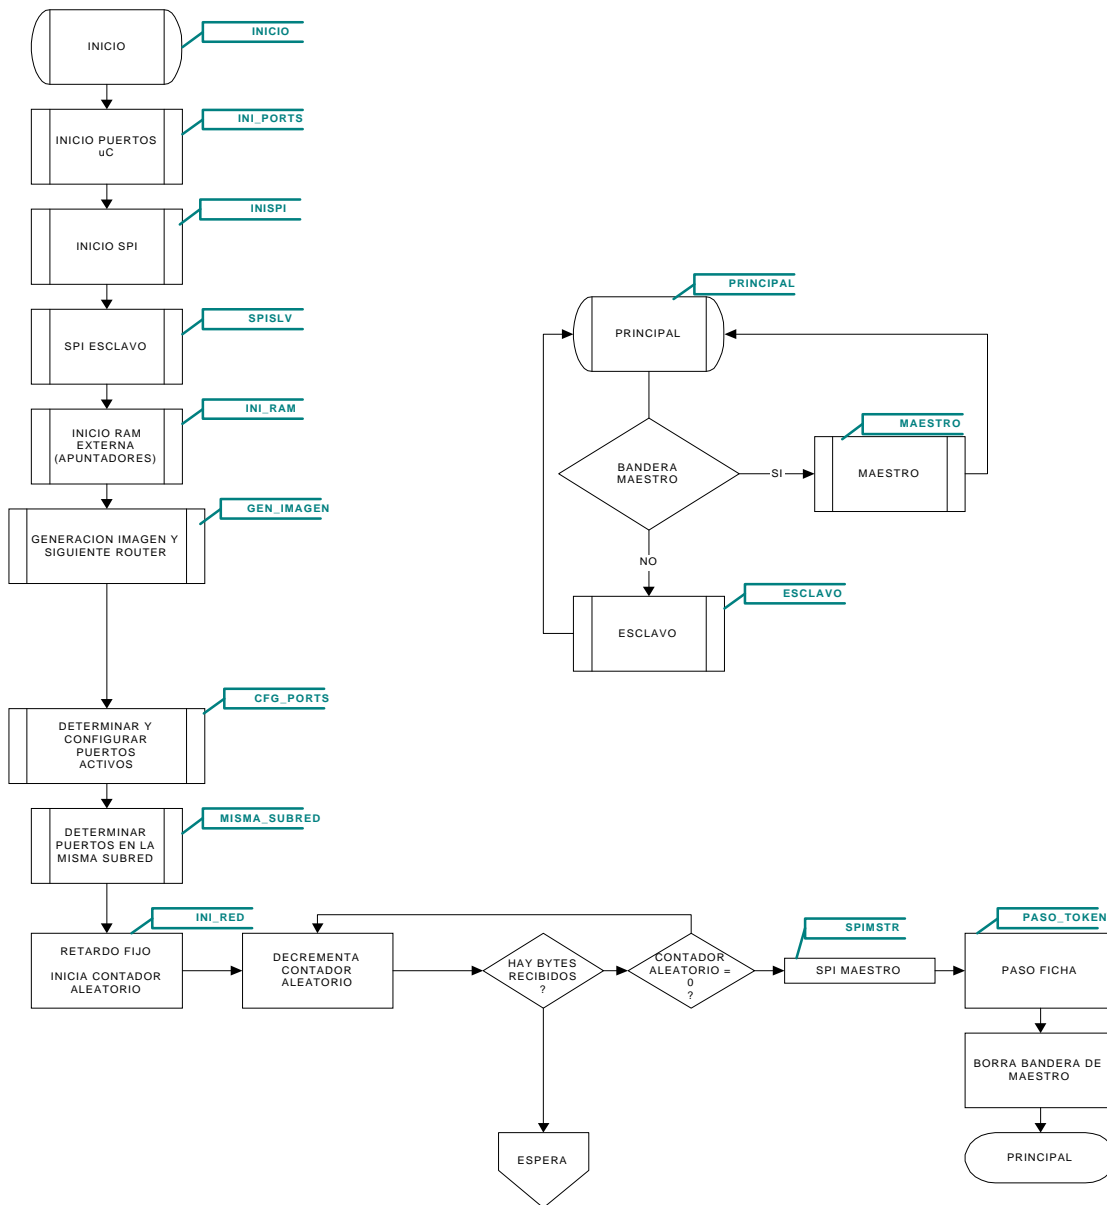 INICIO
INICIO
INI_PORTS
INICIO PUERTOS
uC
INISPI
INICIO SPI
SPISLV
SPI ESCLAVO
INI_RAM
INICIO RAM
EXTERNA
(APUNTADORES)
GEN_IMAGEN
GENERACION IMAGEN Y
SIGUIENTE ROUTER
CFG_PORTS
DETERMINAR Y
CONFIGURAR
PUERTOS
ACTIVOS
MISMA_SUBRED
DETERMINAR
PUERTOS EN LA
MISMA SUBRED
INI_RED
RETARDO FIJO
INICIA CONTADOR
ALEATORIO
DECREMENTA
CONTADOR
ALEATORIO
HAY BYTES
RECIBIDOS
?
CONTADOR
ALEATORIO =
0
?
SPIMSTR
SPI MAESTRO
PASO_TOKEN
PASO FICHA
BORRA BANDERA DE
MAESTRO
PRINCIPAL
ESPERA
PRINCIPAL
PRINCIPAL
BANDERA
MAESTRO
SI
MAESTRO
MAESTRO
NO
ESCLAVO
ESCLAVO